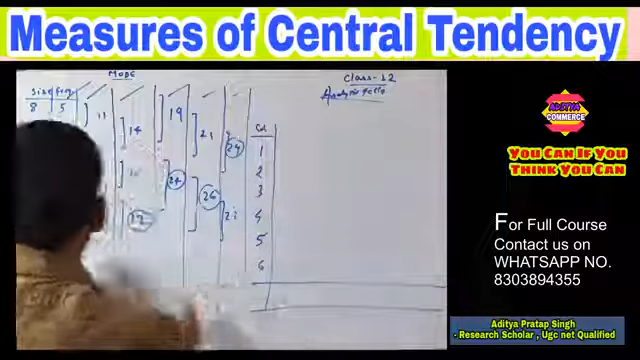 Measures of Central Tendency
MODE
Class-12
size freq
8 5
11
14
19
21
24
22
24
26
Col
1
2
3
4
5
6
ADITYA
COMMERCE
You Can If You
Think You Can
For Full Course
Contact us on
WHATSAPP NO.
8303894355
Aditya Pratap Singh
- Research Scholar , Ugc net Qualified